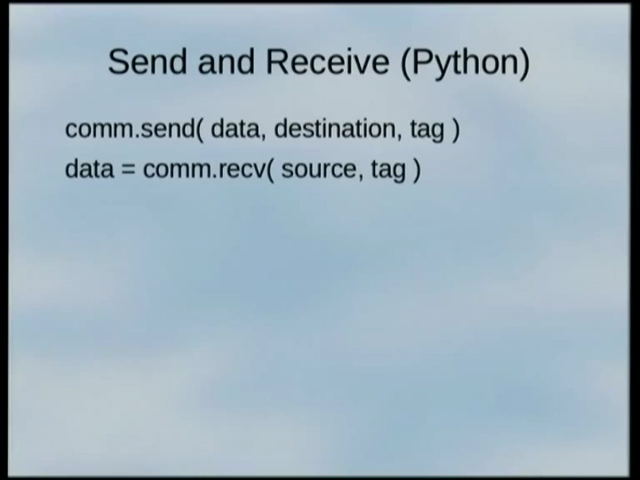 Send and Receive (Python)
comm.send( data, destination, tag )
data = comm.recv( source, tag )